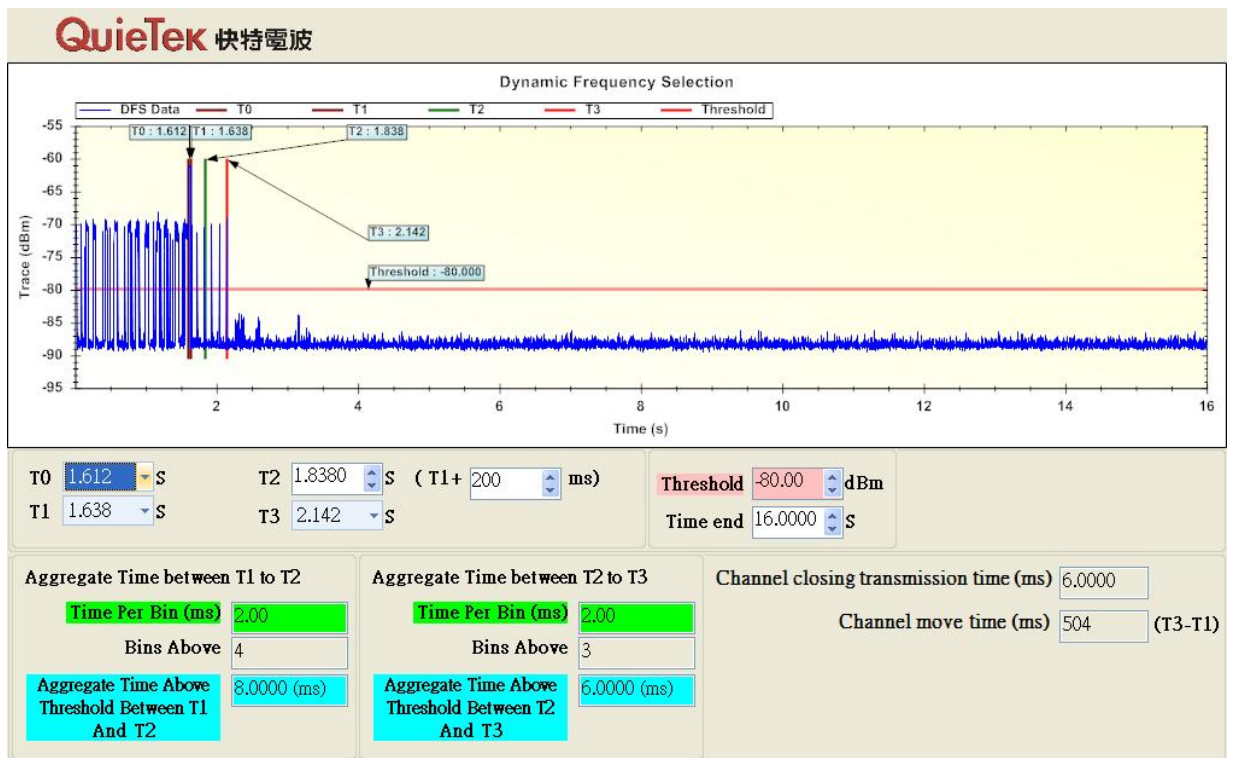 QuieTek 快特電波
Dynamic Frequency Selection
DFS Data T0 T1 T2 T3 Threshold
T0 : 1.612 T1 : 1.638 T2 : 1.838
T3 : 2.142
Threshold : -80.000
Trace (dBm)
-55
-60
-65
-70
-75
-80
-85
-90
-95
2 4 6 8 10 12 14 16
Time (s)
T0 1.612 S T2 1.8380 S ( T1+ 200 ms) Threshold -80.00 dBm
T1 1.638 S T3 2.142 S Time end 16.0000 S
Aggregate Time between T1 to T2
Time Per Bin (ms) 2.00
Bins Above 4
Aggregate Time Above 8.0000 (ms)
Threshold Between T1
And T2
Aggregate Time between T2 to T3
Time Per Bin (ms) 2.00
Bins Above 3
Aggregate Time Above 6.0000 (ms)
Threshold Between T2
And T3
Channel closing transmission time (ms) 6.0000
Channel move time (ms) 504 (T3-T1)